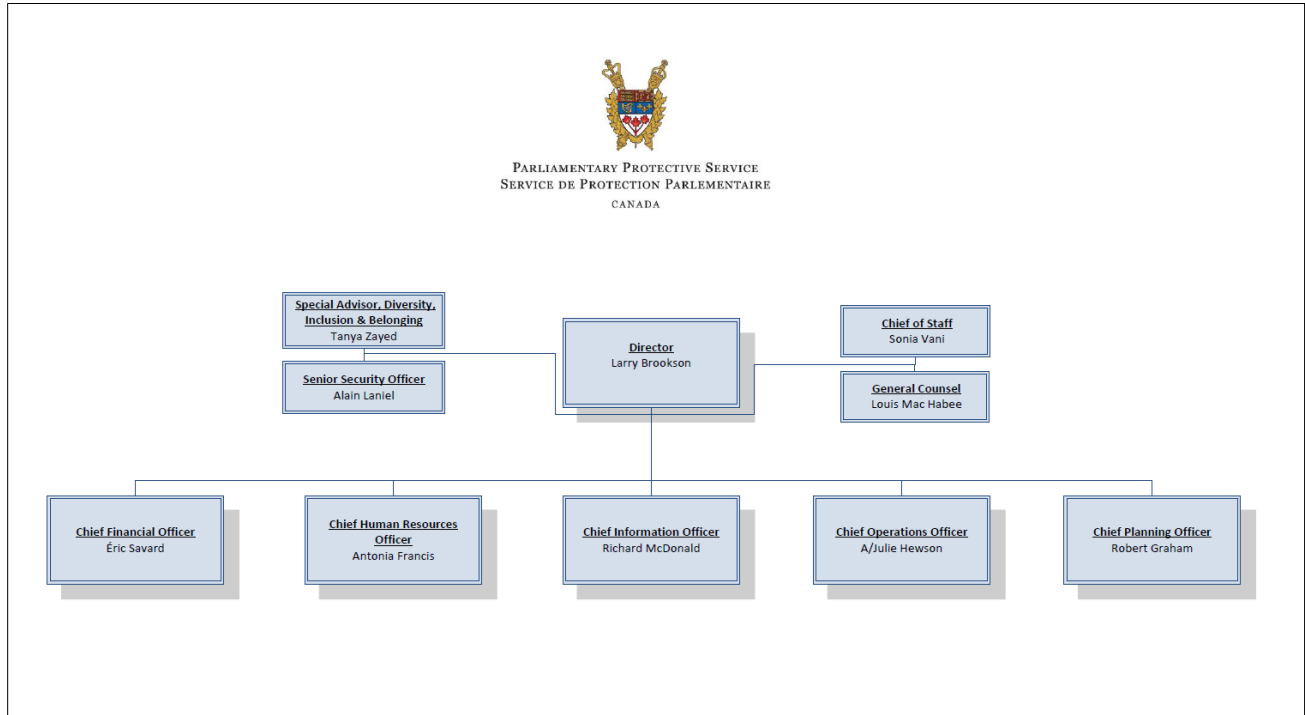 PARLIAMENTARY PROTECTIVE SERVICE
SERVICE DE PROTECTION PARLEMENTAIRE
CANADA
Special Advisor, Diversity,
Inclusion & Belonging
Tanya Zayed
Senior Security Officer
Alain Laniel
Director
Larry Brookson
Chief of Staff
Sonia Vani
General Counsel
Louis Mac Habee
Chief Financial Officer
Éric Savard
Chief Human Resources
Officer
Antonia Francis
Chief Information Officer
Richard McDonald
Chief Operations Officer
A/Julie Hewson
Chief Planning Officer
Robert Graham